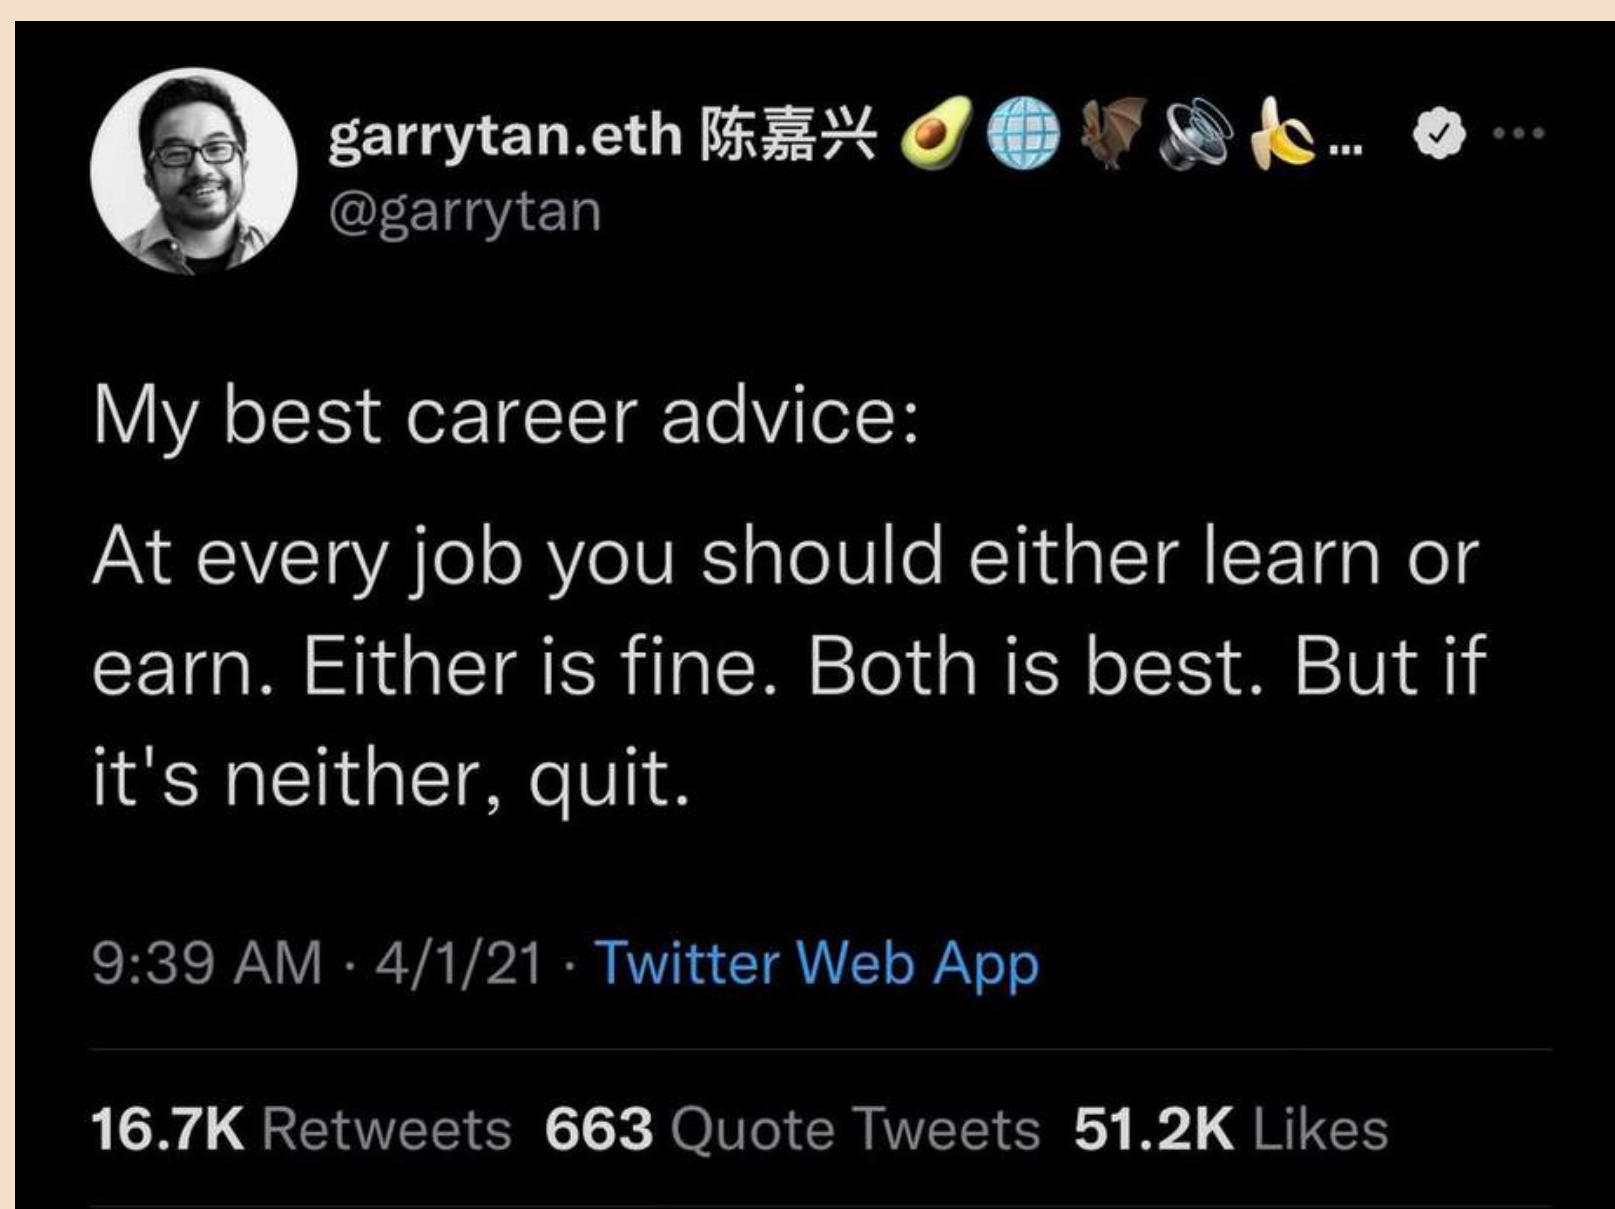 garrytan.eth 陈嘉兴 🥑🌐🦇🔊🍌...
@garrytan
My best career advice:
At every job you should either learn or
earn. Either is fine. Both is best. But if
it's neither, quit.
9:39 AM · 4/1/21 · Twitter Web App
16.7K Retweets 663 Quote Tweets 51.2K Likes